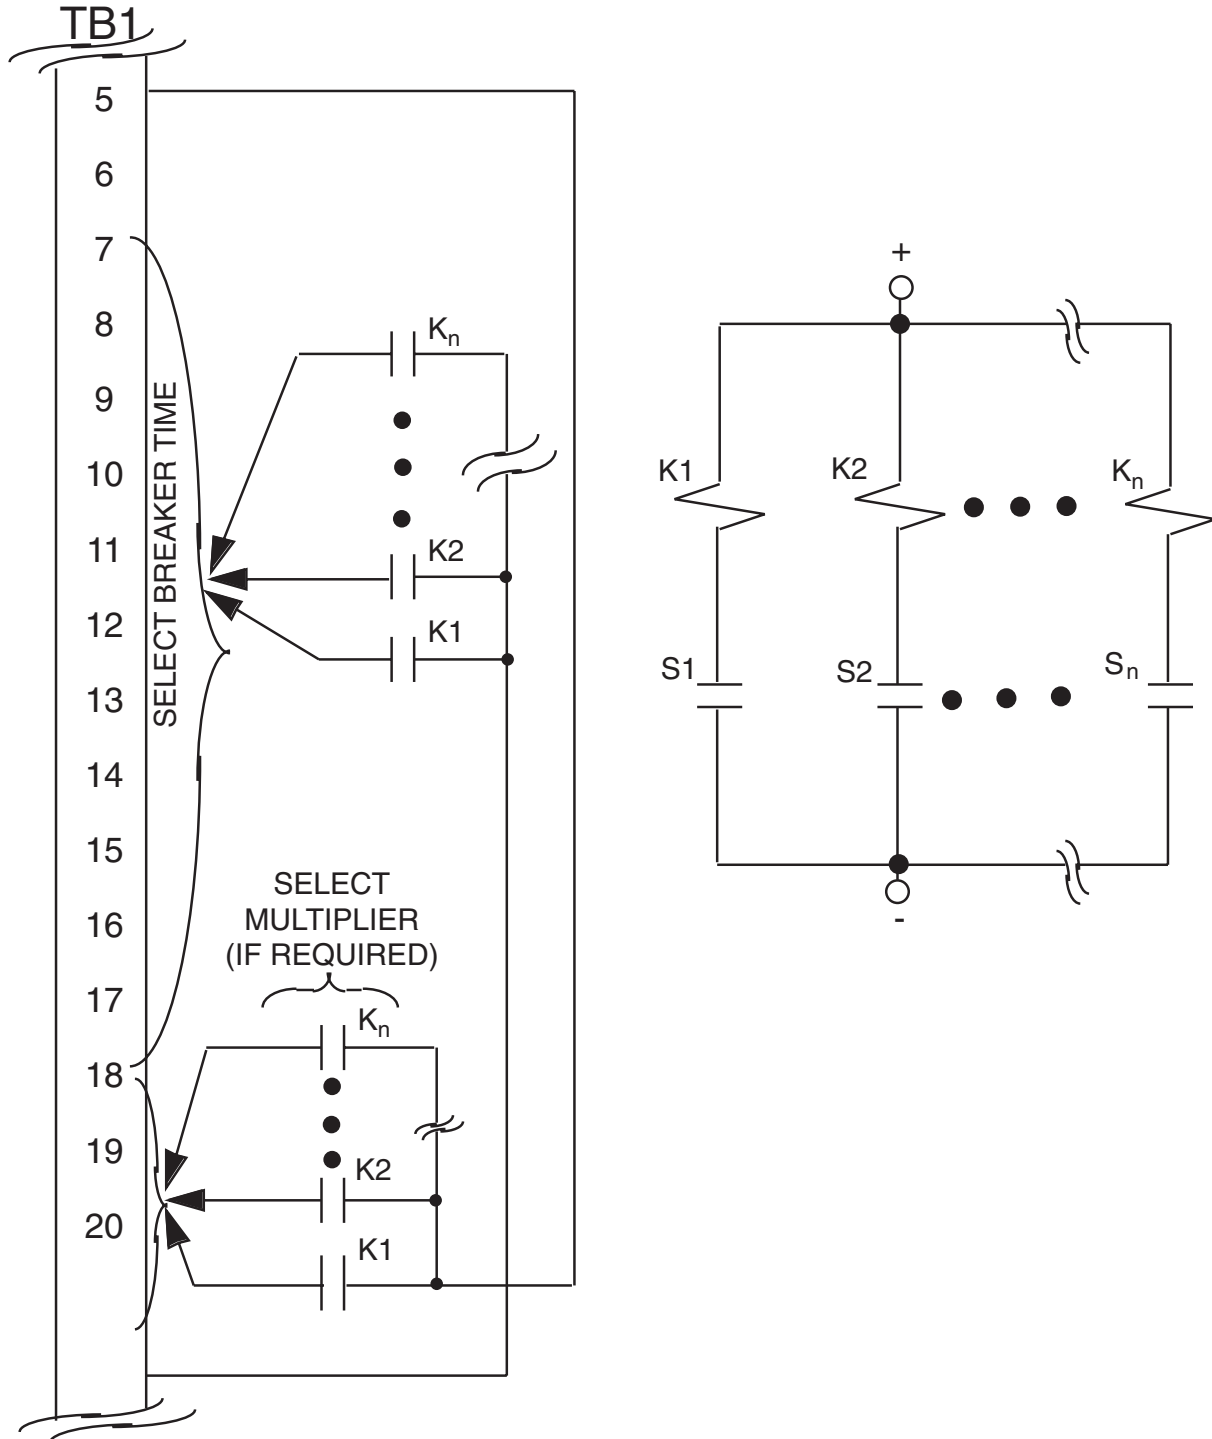 TB1
5
6
7
8
9
10
11
12
13
14
15
16
17
18
19
20
SELECT BREAKER TIME
Kn
K2
K1
SELECT
MULTIPLIER
(IF REQUIRED)
Kn
K2
K1
+
K1
K2
Kn
S1
S2
Sn
-